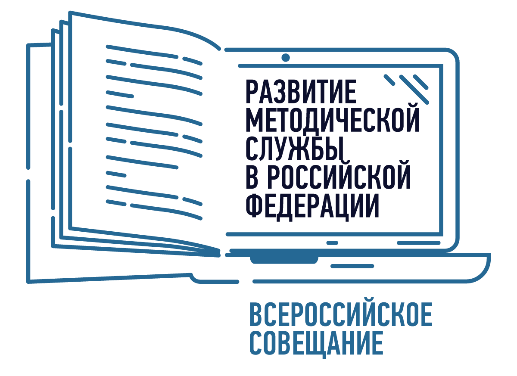 РАЗВИТИЕ
МЕТОДИЧЕСКОЙ
СЛУЖБЫ
В РОССИЙСКОЙ
ФЕДЕРАЦИИ
ВСЕРОССИЙСКОЕ
СОВЕЩАНИЕ